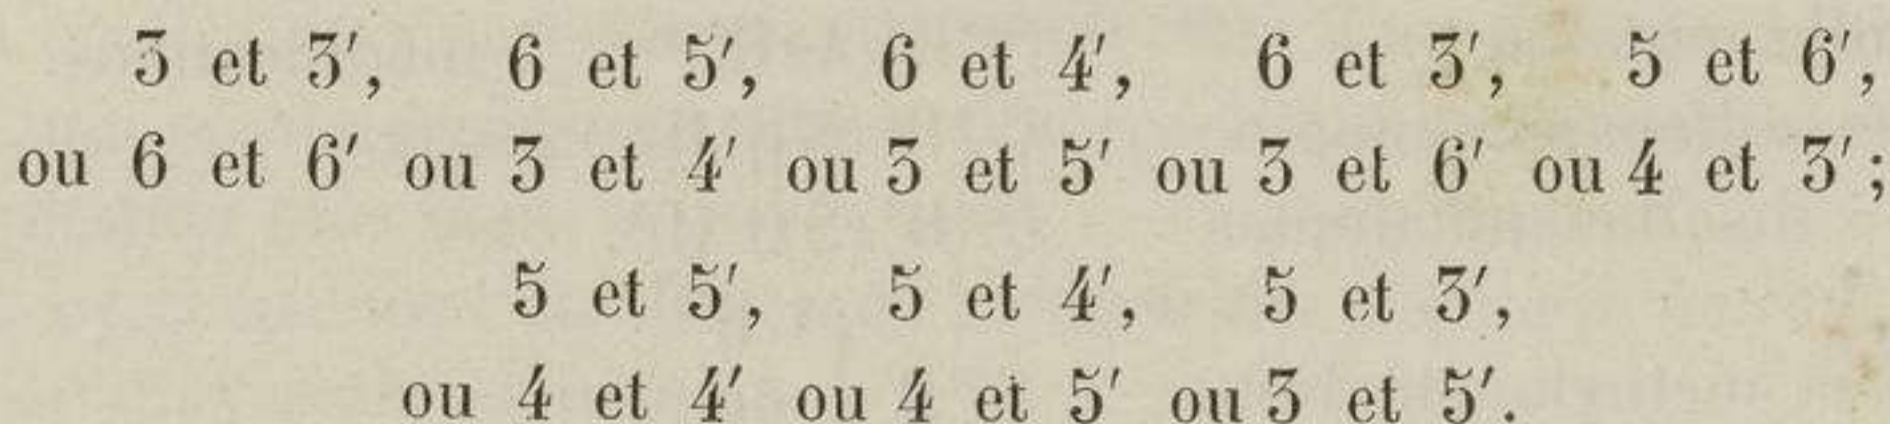 3 et 3′, 6 et 5′, 6 et 4′, 6 et 3′, 5 et 6′,
ou 6 et 6′ ou 3 et 4′ ou 3 et 5′ ou 3 et 6′ ou 4 et 3′;
5 et 5′, 5 et 4′, 5 et 3′,
ou 4 et 4′ ou 4 et 5′ ou 3 et 5′.